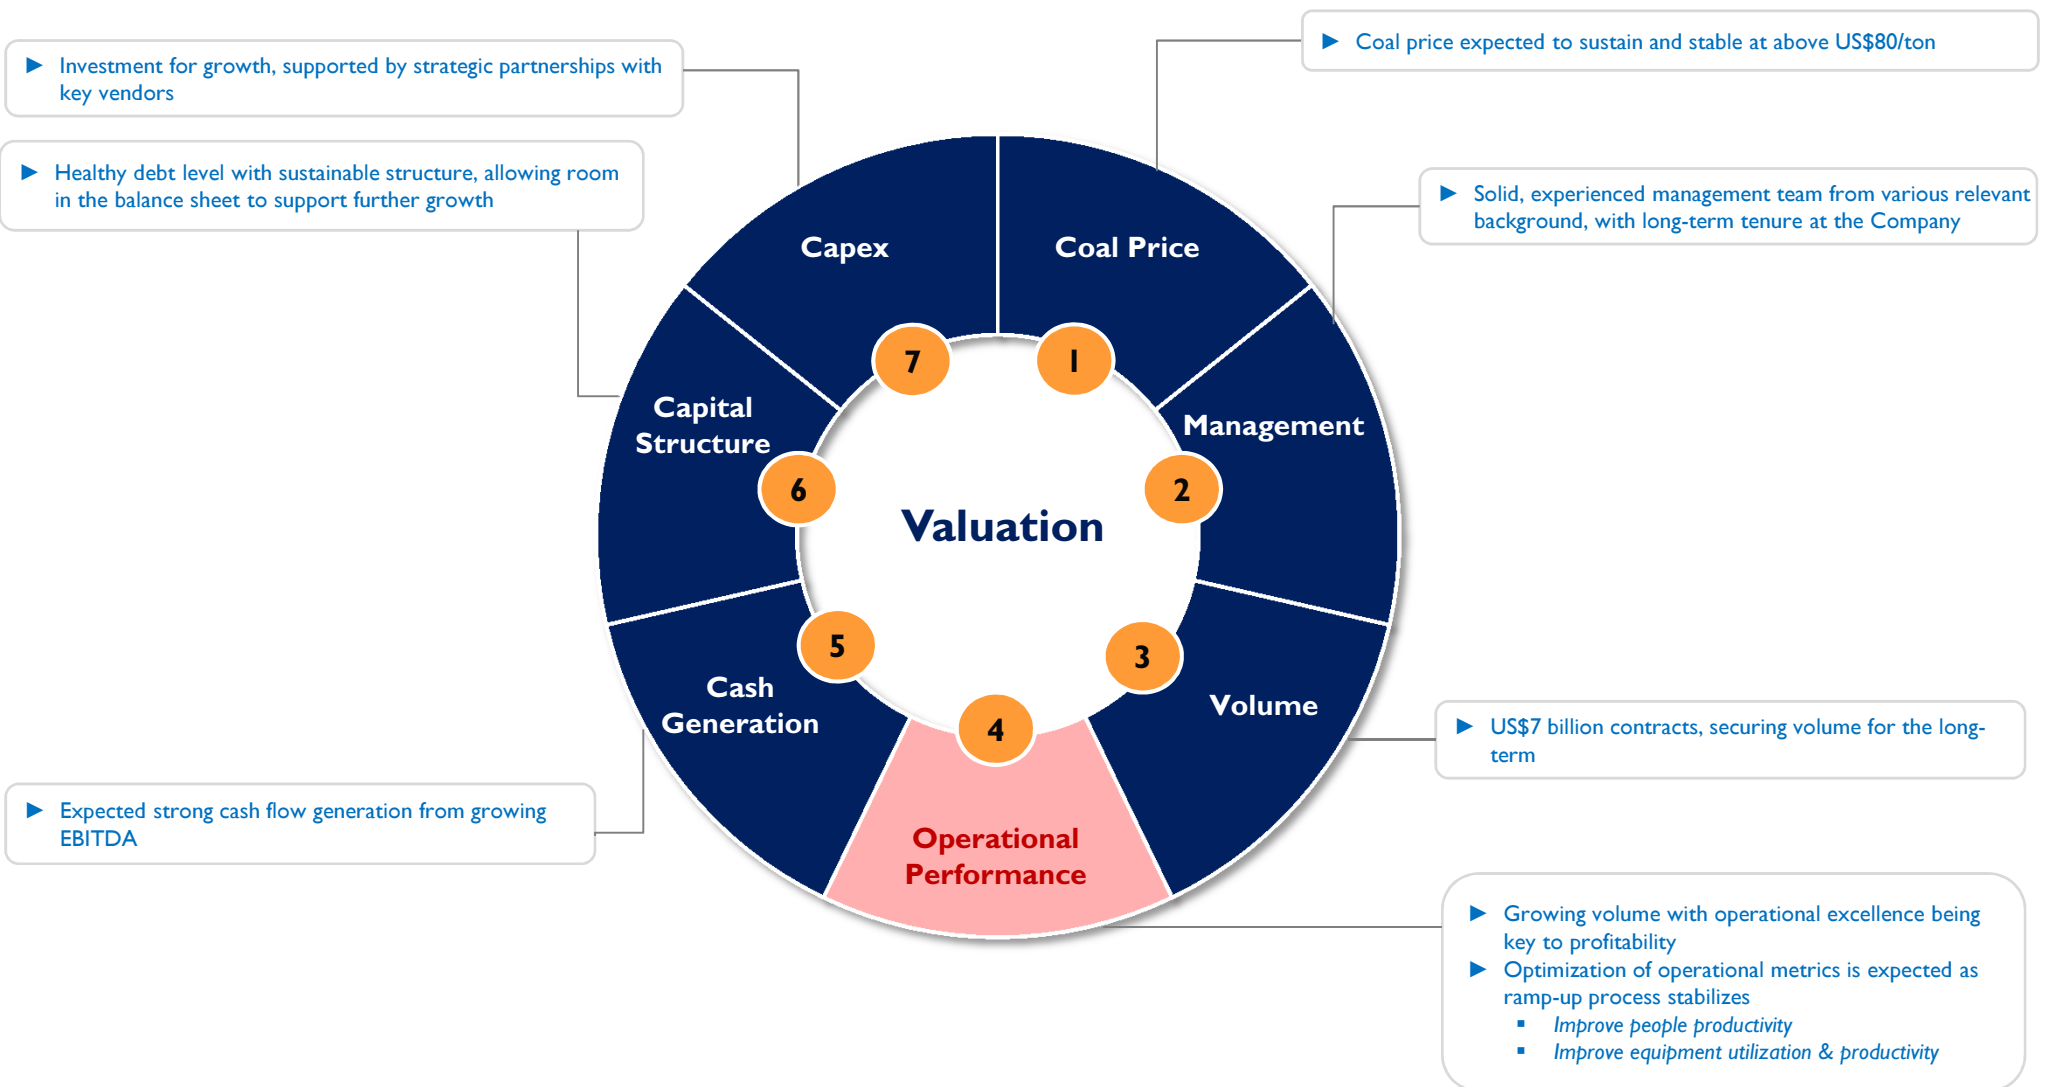 ► Coal price expected to sustain and stable at above US$80/ton
► Investment for growth, supported by strategic partnerships with
key vendors
► Healthy debt level with sustainable structure, allowing room
in the balance sheet to support further growth
► Solid, experienced management team from various relevant
background, with long-term tenure at the Company
Capex
Coal Price
7
1
Capital
Structure
Management
6
2
Valuation
5
3
Cash
Generation
Volume
4
► US$7 billion contracts, securing volume for the long-
term
► Expected strong cash flow generation from growing
EBITDA
Operational
Performance
► Growing volume with operational excellence being
key to profitability
► Optimization of operational metrics is expected as
ramp-up process stabilizes
▪ Improve people productivity
▪ Improve equipment utilization & productivity